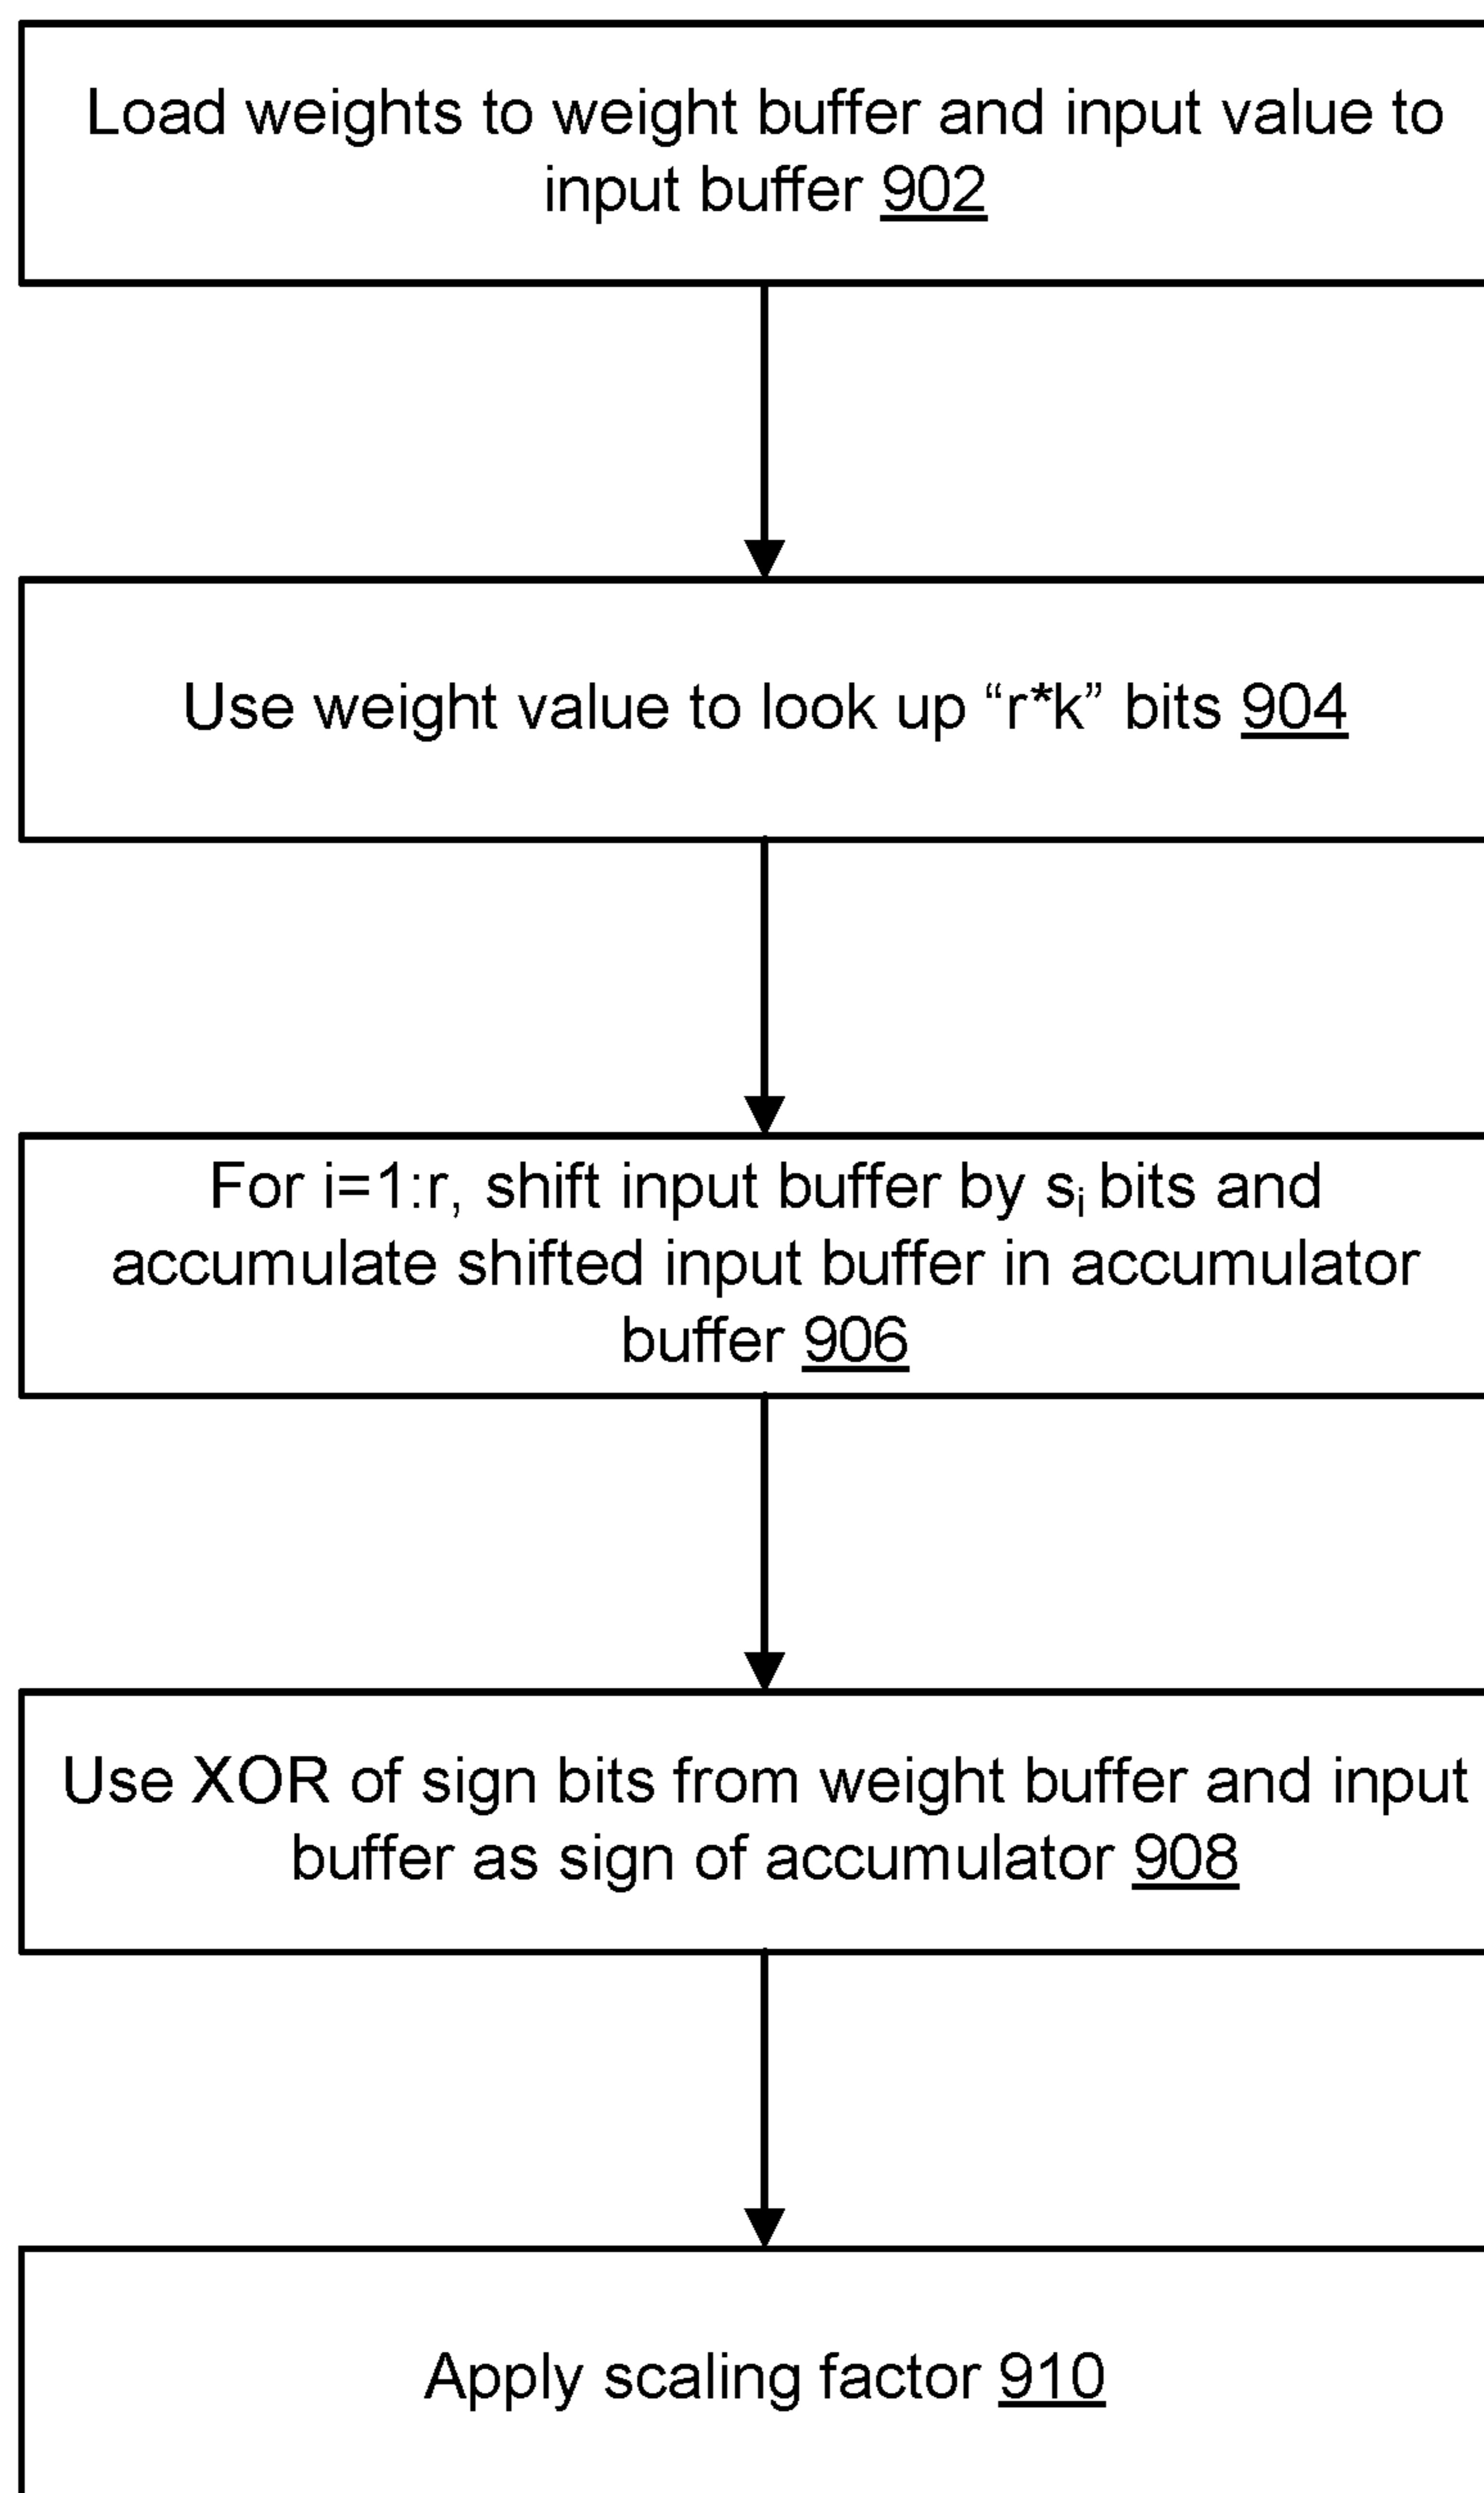 Load weights to weight buffer and input value to
input buffer 902
Use weight value to look up “r*k” bits 904
For i=1:r, shift input buffer by si bits and
accumulate shifted input buffer in accumulator
buffer 906
Use XOR of sign bits from weight buffer and input
buffer as sign of accumulator 908
Apply scaling factor 910